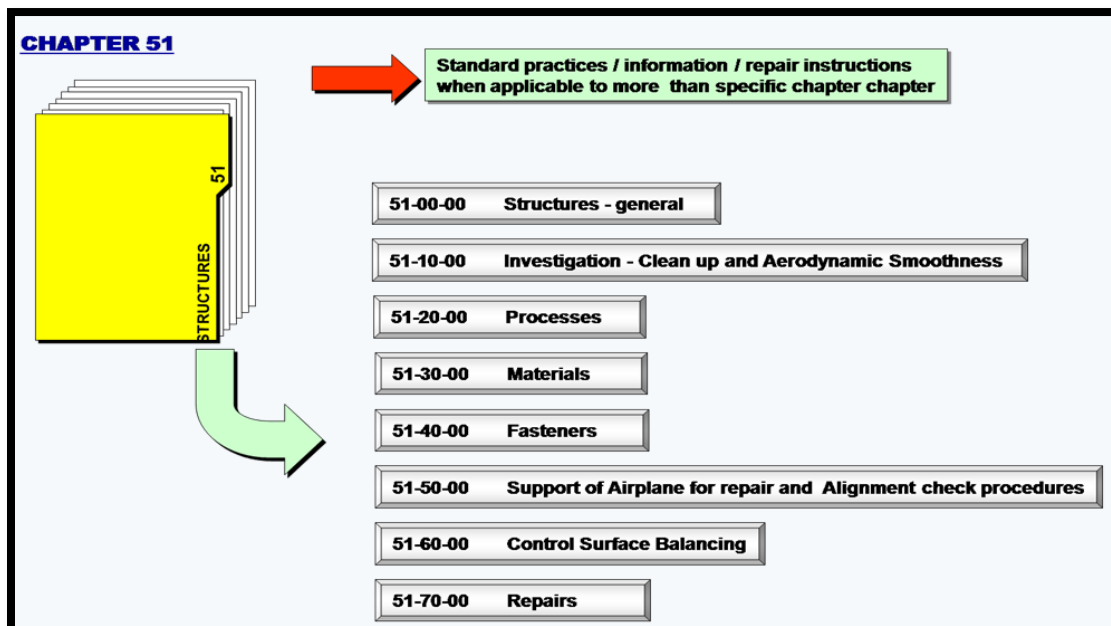 CHAPTER 51
Standard practices / information / repair instructions
when applicable to more than specific chapter chapter
51
STRUCTURES
51-00-00 Structures - general
51-10-00 Investigation - Clean up and Aerodynamic Smoothness
51-20-00 Processes
51-30-00 Materials
51-40-00 Fasteners
51-50-00 Support of Airplane for repair and Alignment check procedures
51-60-00 Control Surface Balancing
51-70-00 Repairs